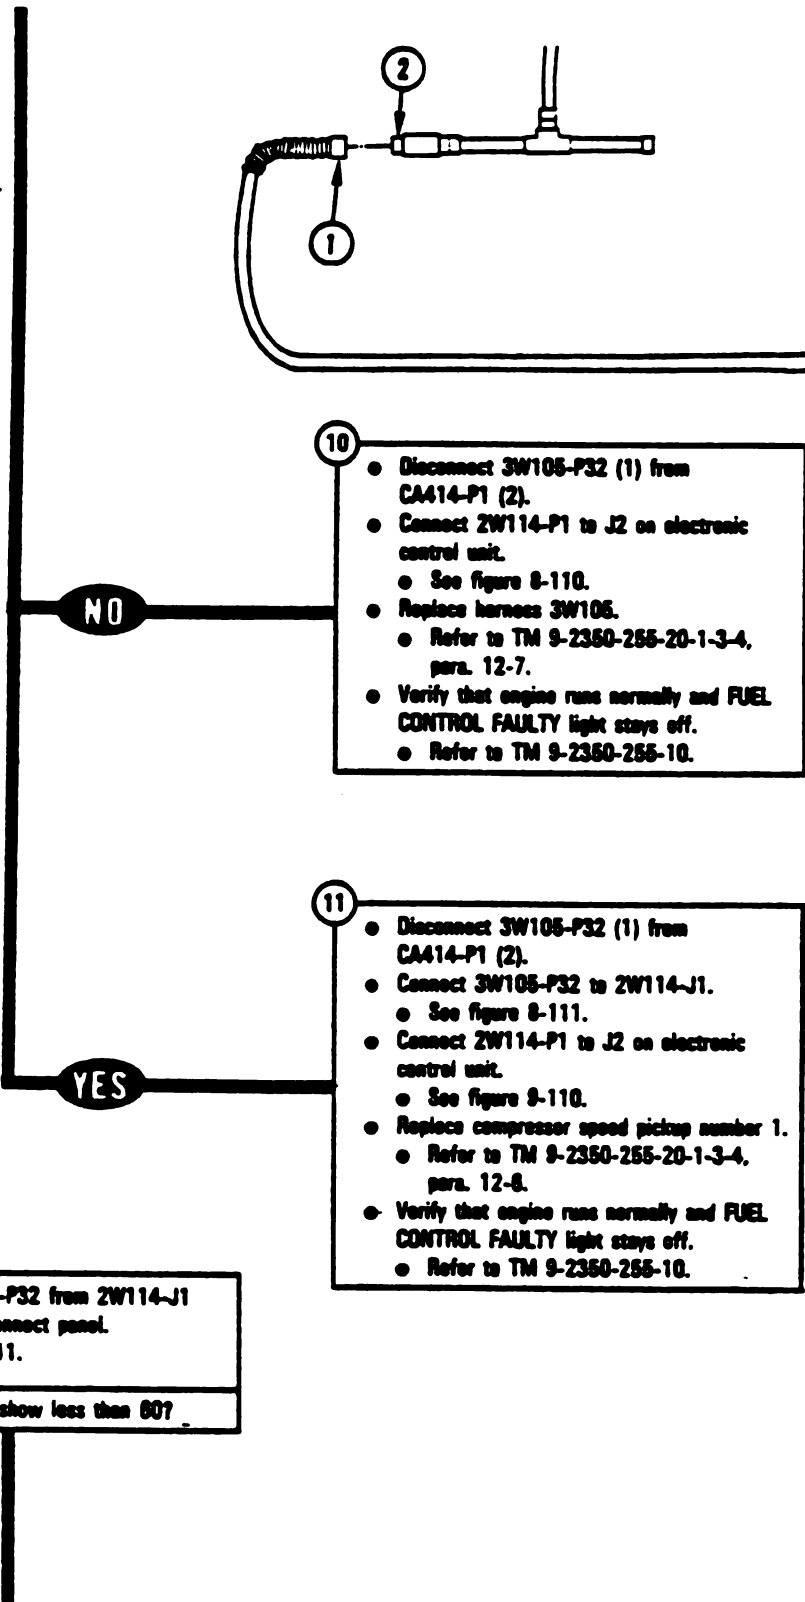 2
1
10
● Disconnect 3W105-P32 (1) from
CA414-P1 (2).
● Connect 2W114-P1 to J2 on electronic
control unit.
● See figure 8-110.
NO
● Replace harness 3W105.
● Refer to TM 9-2350-255-20-1-3-4,
para. 12-7.
● Verify that engine runs normally and FUEL
CONTROL FAULTY light stays off.
● Refer to TM 9-2350-255-10.
11
● Disconnect 3W105-P32 (1) from
CA414-P1 (2).
● Connect 3W105-P32 to 2W114-J1.
● See figure 8-111.
● Connect 2W114-P1 to J2 on electronic
control unit.
YES
● See figure 9-110.
● Replace compressor speed pickup number 1.
● Refer to TM 9-2350-255-20-1-3-4,
para. 12-8.
● Verify that engine runs normally and FUEL
CONTROL FAULTY light stays off.
● Refer to TM 9-2350-255-10.
-P32 from 2W114-J1
onnect panel.
11.
show less than 60?